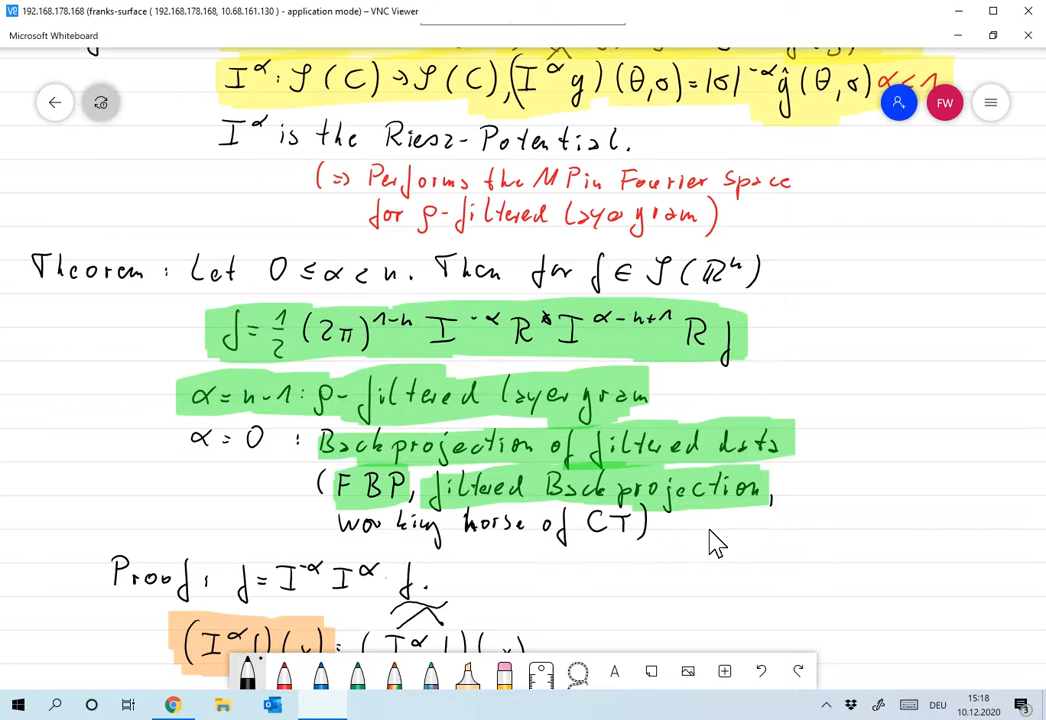 192.168.178.168 (franks-surface ( 192.168.178.168, 10.68.161.130 ) - application mode) - VNC Viewer
Microsoft Whiteboard
I^α : S(C) → S(C), (I^α g)^(θ,σ) = |σ|^-α ĝ(θ,σ) α < 1
FW
I^α is the Riesz-Potential.
(⇒ Performs the MP in Fourier Space
for ρ-filtered layergram)
Theorem: Let 0 ≤ α < n. Then for f ∈ S(ℝ^n)
f = 1/2 (2π)^1-n I^-α R* I^α-n+1 R f
α = n-1 : ρ-filtered layergram
α = 0 : Backprojection of filtered data
(FBP, filtered Backprojection,
working horse of CT)
Proof: f = I^-α I^α f.
(I^α f)(x) =
A
DEU
15:18
10.12.2020
3